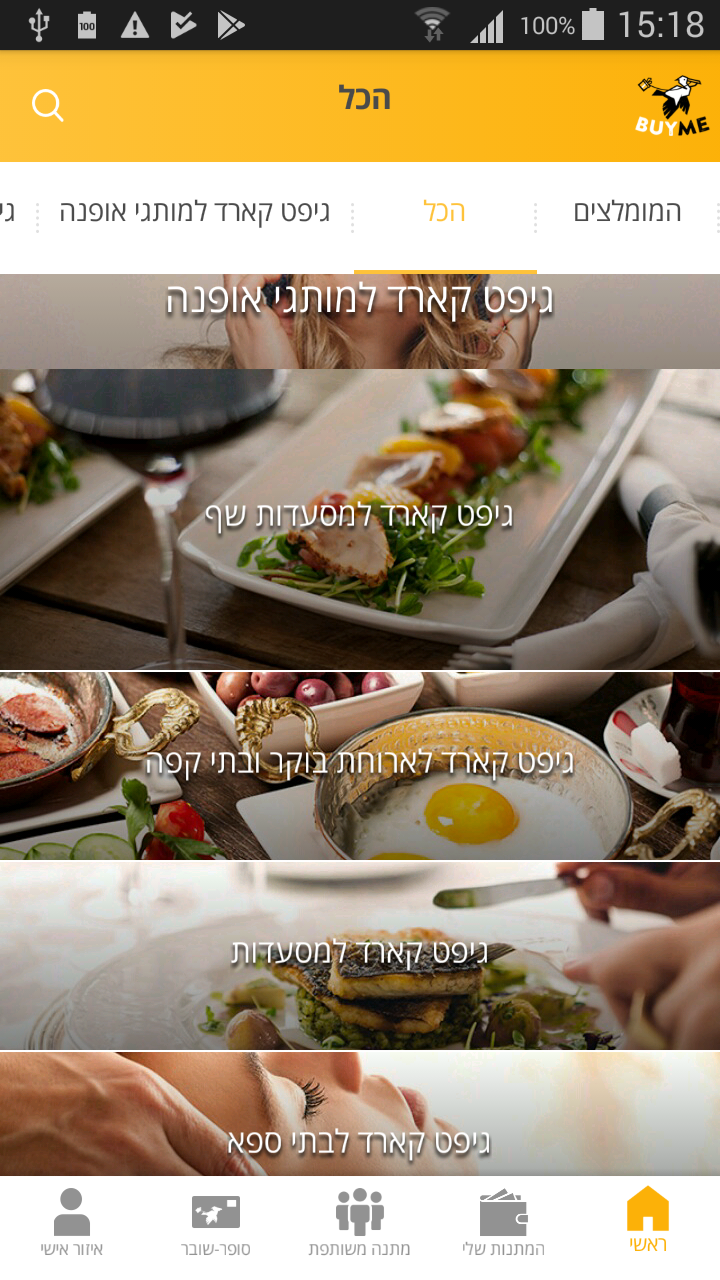 100
100%
15:18
הכל
BUYME
המומלצים
הכל
גיפט קארד למותגי אופנה
גי
גיפט קארד למותגי אופנה
גיפט קארד למסעדות שף
גיפט קארד לארוחת בוקר ובתי קפה
גיפט קארד למסעדות
גיפט קארד לבתי ספא
ראשי
המתנות שלי
מתנה משותפת
סופר-שובר
איזור אישי